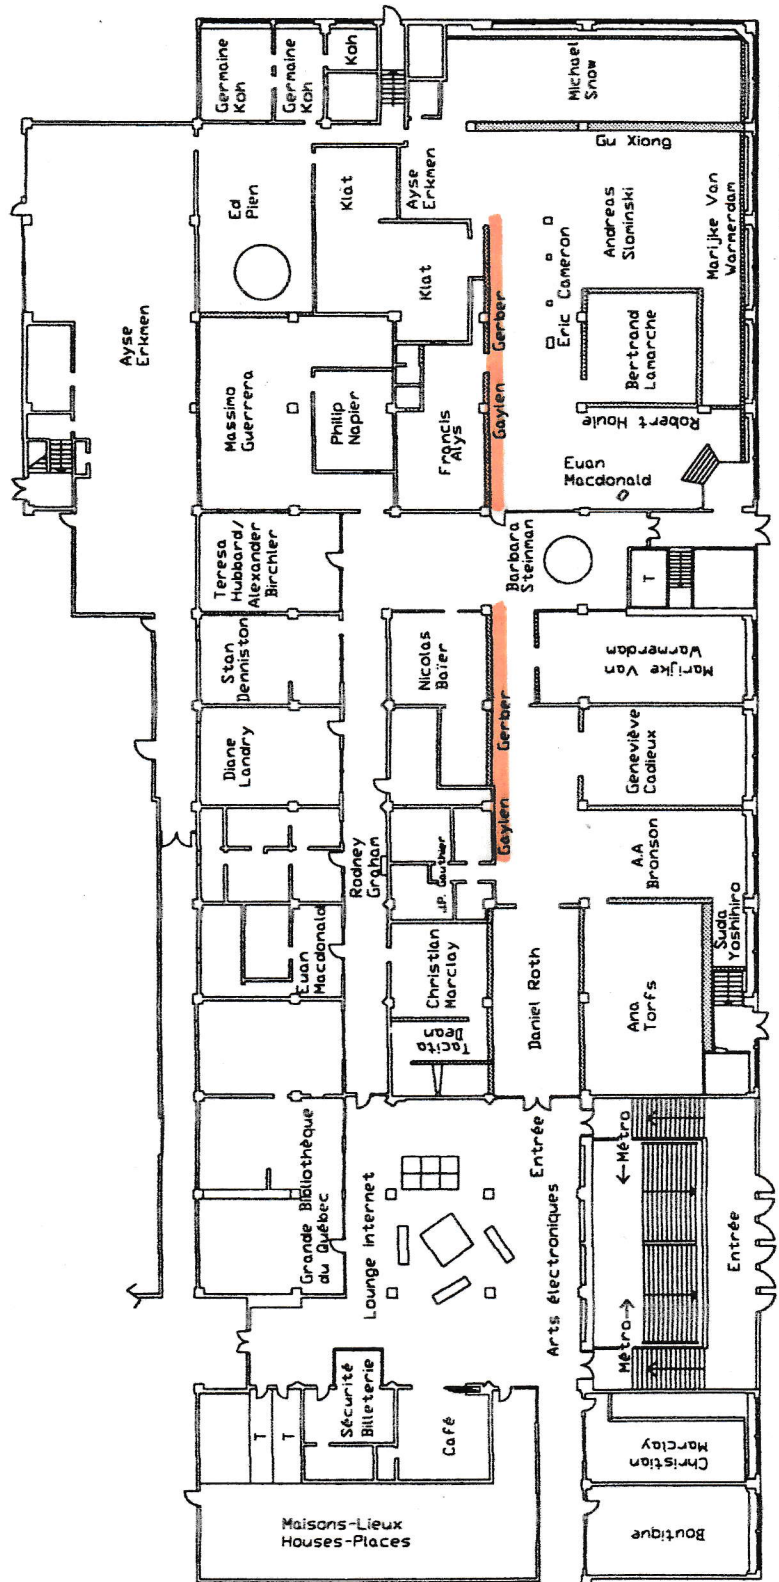 Germaine
Koh
Germaine
Koh
Koh
Michael
Snow
Gu Xiong
Ed
Pien
Klat
Ayse
Erkmen
Klat
Ayse
Erkmen
Andreas
Slominski
Marijke Van
Warmerdam
Eric Cameron
Gaylen Gerber
Bertrand
Lamarche
Massimo
Guerrera
Philip
Napier
Francis
Alys
Robert Houle
Euan
Macdonald
Teresa
Hubbard/
Alexander
Birchler
Barbara
Steinman
T
Stan
Denniston
Nicolas
Baïer
Marijke Van
Warmerdam
Diane
Landry
Gaylen Gerber
Geneviève
Cadieux
Rodney
Graham
J.P. Gauthier
A.A
Bronson
Suda
Yoshihiro
Euan
Macdonald
Christian
Marclay
Tacita
Dean
Daniel Roth
Ana
Torfs
Grande Bibliothèque
du Québec
Lounge Internet
Entrée
Arts électroniques
←Métro
Métro→
Entrée
T
T
Sécurité
Billeterie
Café
Christian
Marclay
Maisons-Lieux
Houses-Places
Boutique